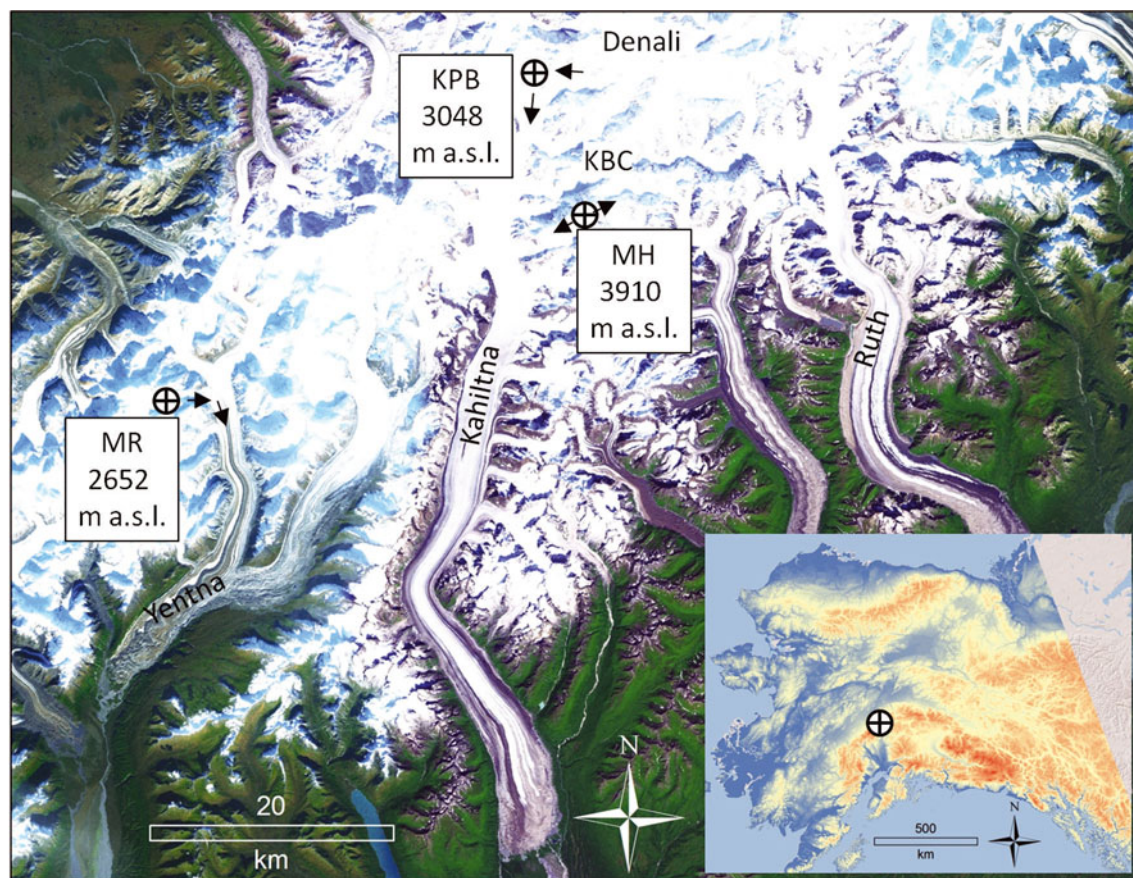 Denali
KPB
3048
m a.s.l.
KBC
MH
3910
m a.s.l.
Kahiltna
Ruth
MR
2652
m a.s.l.
Yentna
20
km
N
500
km
N